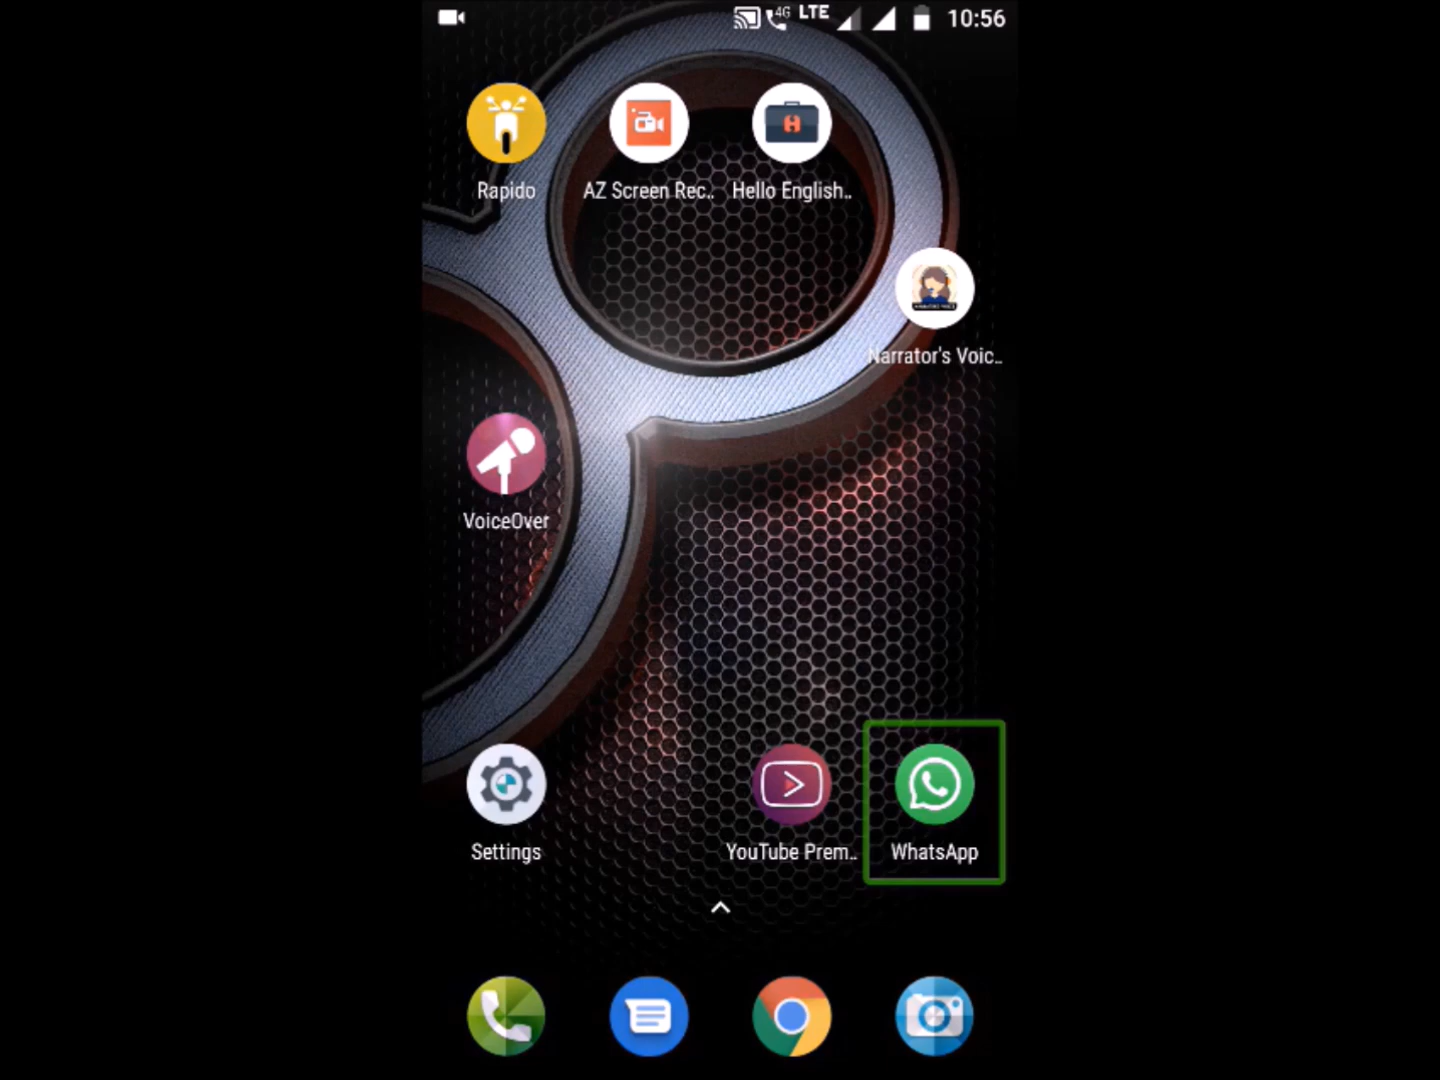 4G LTE 10:56
Rapido
AZ Screen Rec..
Hello English..
Narrator's Voic..
VoiceOver
Settings
YouTube Prem..
WhatsApp